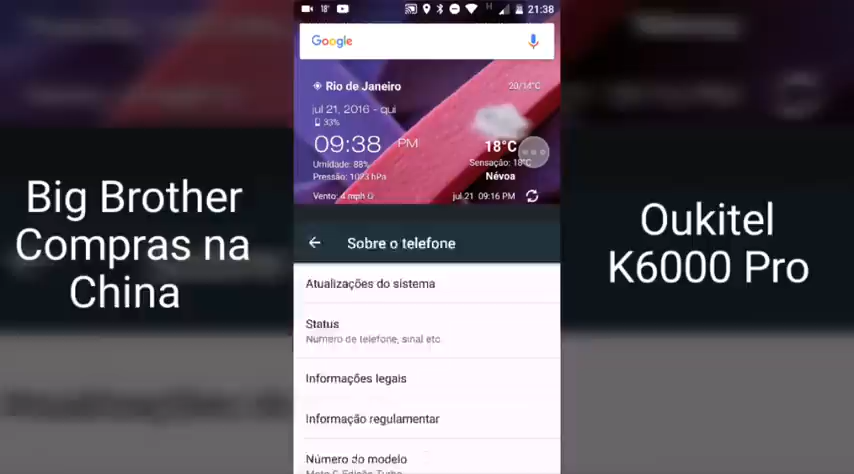 18° H 21:38
Google
Rio de Janeiro 20/14°C
jul 21, 2016 - qui
33%
09:38 PM 18°C
Umidade: 88% Sensação: 18°C
Pressão: 1023 hPa Névoa
Vento: 4 mph jul 21 09:16 PM
Big Brother
Compras na
China
Oukitel
K6000 Pro
Sobre o telefone
Atualizações do sistema
Status
Número de telefone, sinal etc.
Informações legais
Informação regulamentar
Número do modelo